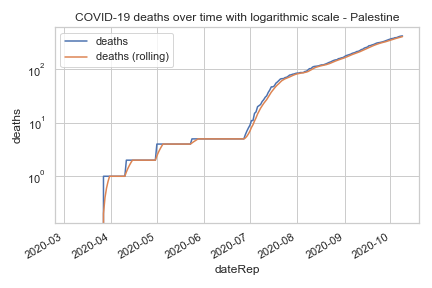 COVID-19 deaths over time with logarithmic scale - Palestine
deaths
deaths (rolling)
10²
10¹
10⁰
deaths
2020-03
2020-04
2020-05
2020-06
2020-07
2020-08
2020-09
2020-10
dateRep